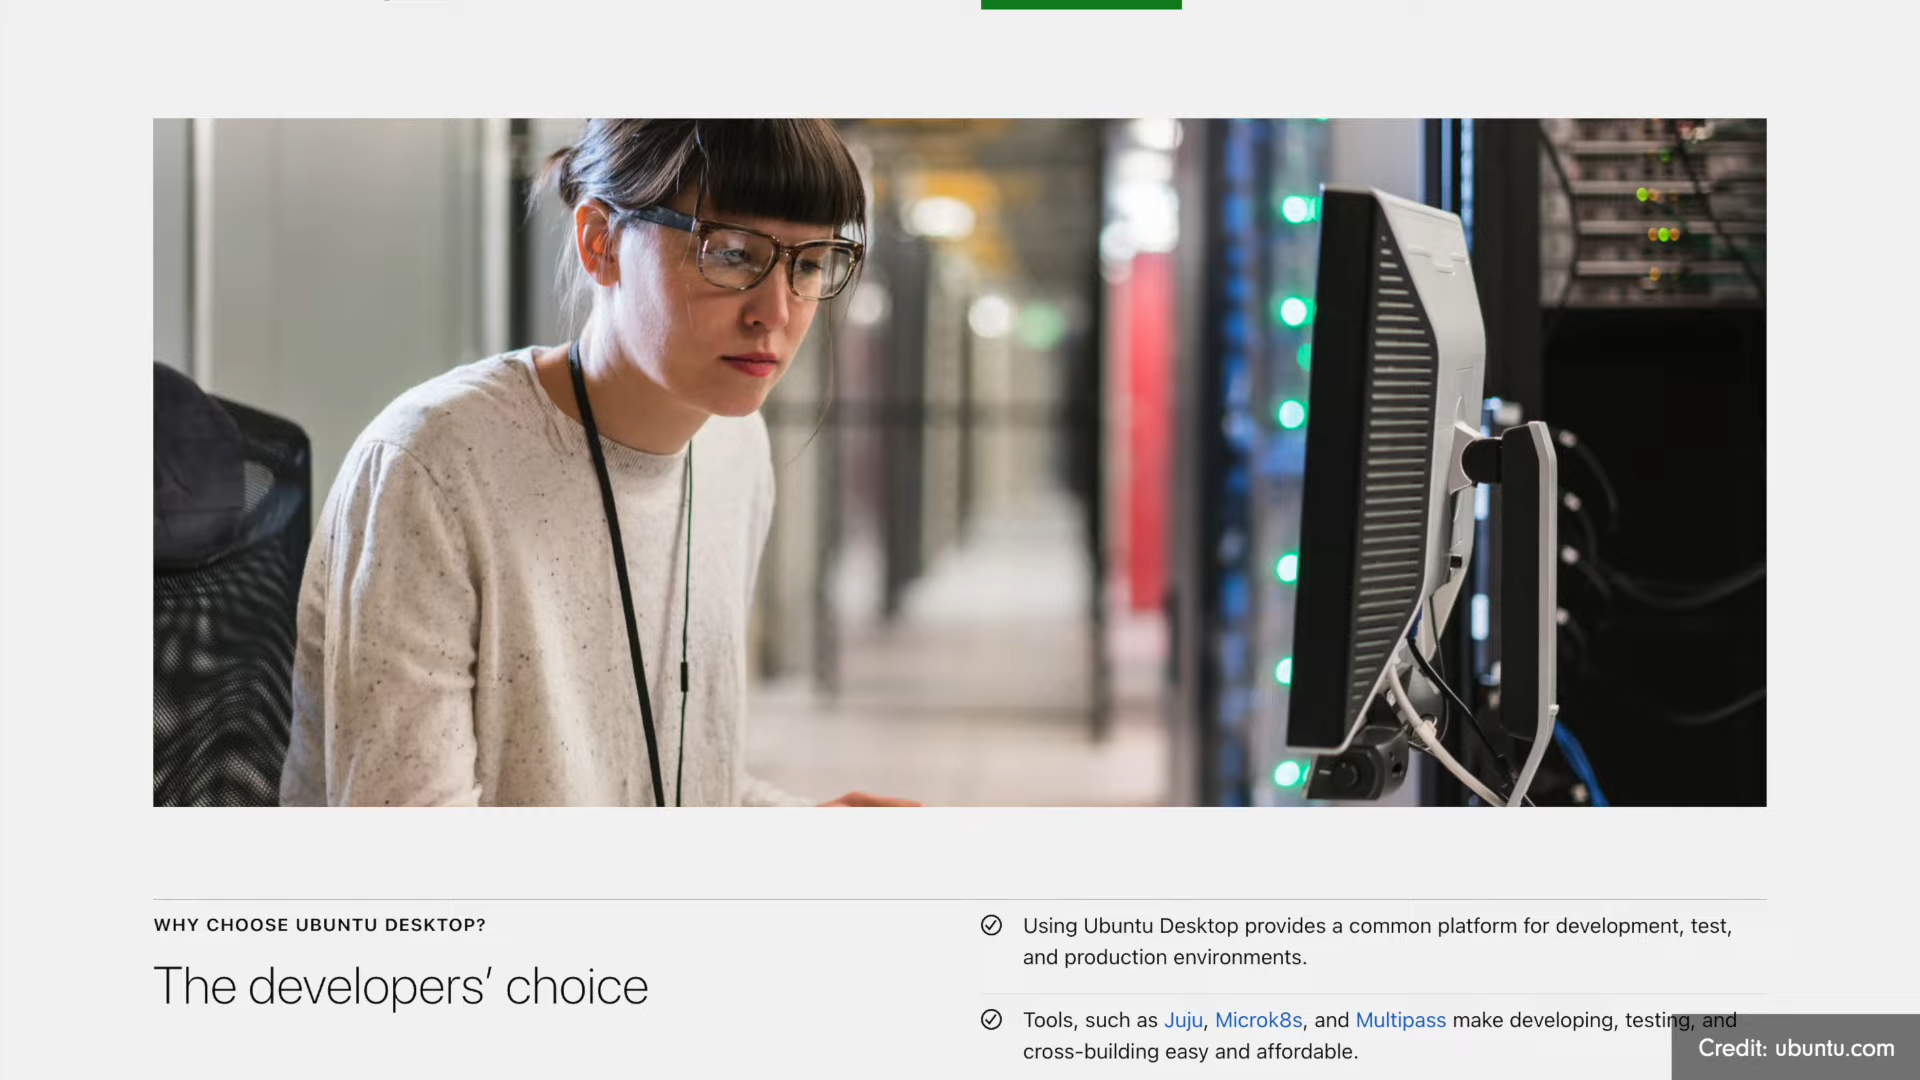 WHY CHOOSE UBUNTU DESKTOP?
The developers’ choice
Using Ubuntu Desktop provides a common platform for development, test,
and production environments.
Tools, such as Juju, Microk8s, and Multipass make developing, testing, and
cross-building easy and affordable.
Credit: ubuntu.com